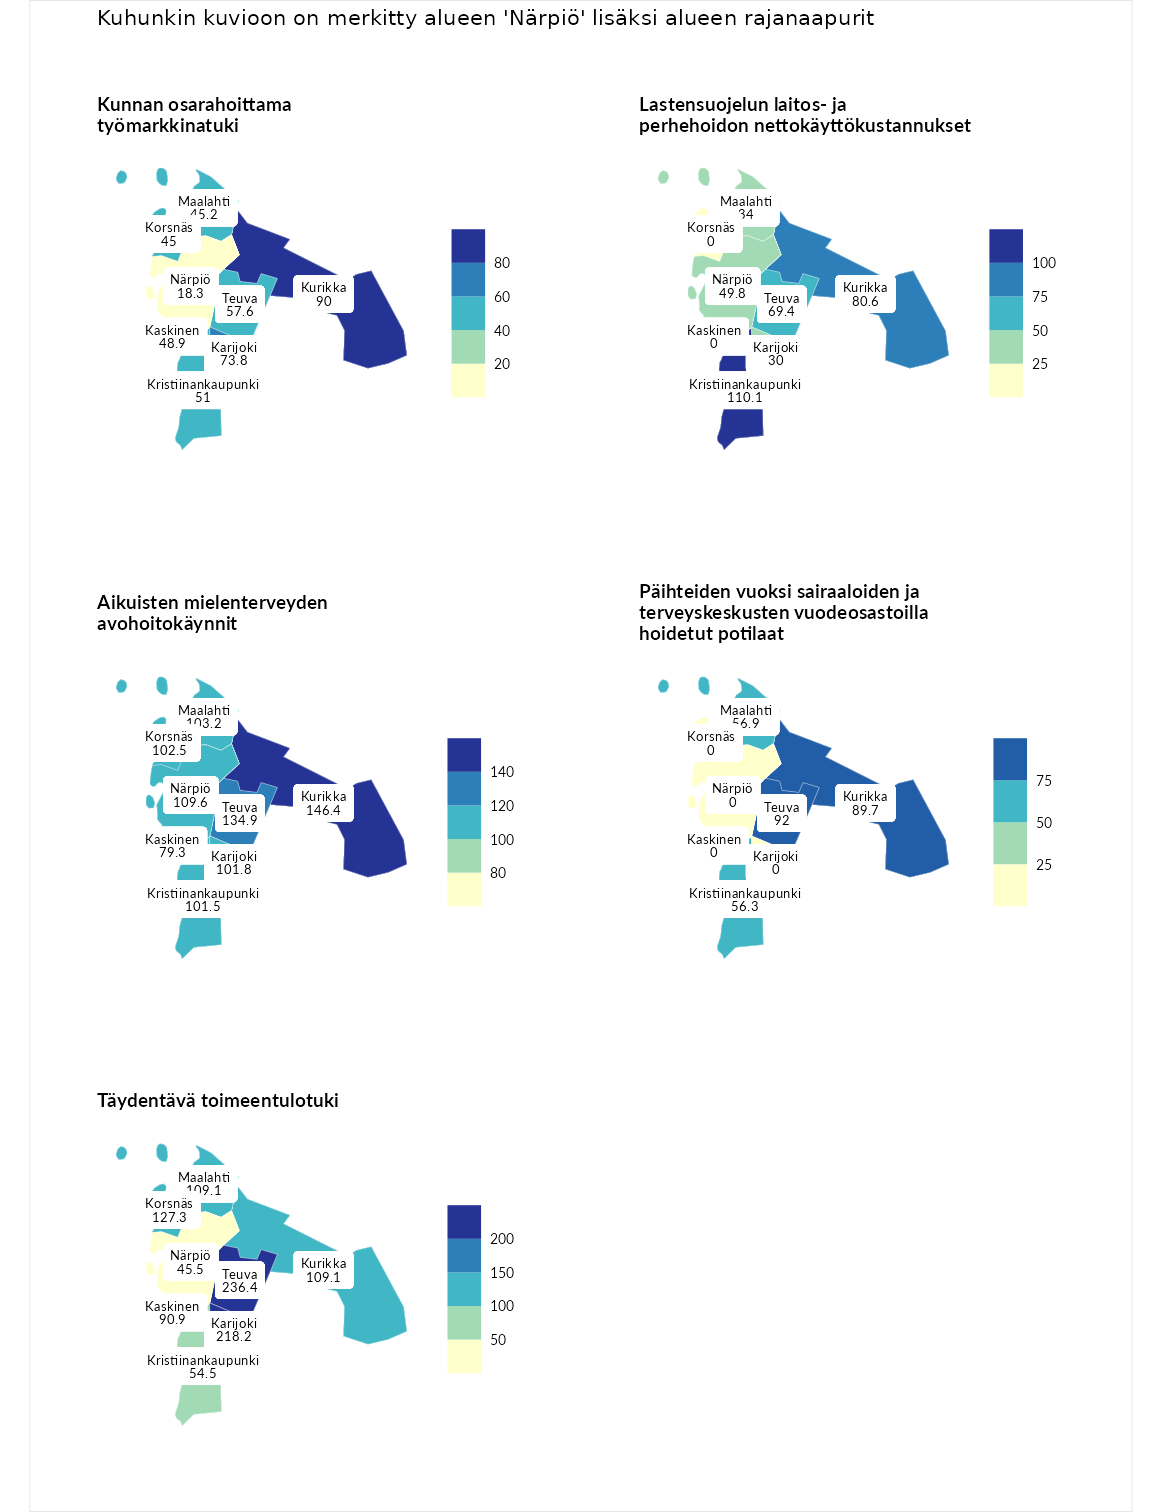 Kuhunkin kuvioon on merkitty alueen 'Närpiö' lisäksi alueen rajanaapurit
Kunnan osarahoittama
työmarkkinatuki
Maalahti
45.2
Korsnäs
45
Närpiö
18.3
Teuva
57.6
Kurikka
90
Kaskinen
48.9
Karijoki
73.8
Kristiinankaupunki
51
80
60
40
20
Lastensuojelun laitos- ja
perhehoidon nettokäyttökustannukset
Maalahti
34
Korsnäs
0
Närpiö
49.8
Teuva
69.4
Kurikka
80.6
Kaskinen
0
Karijoki
30
Kristiinankaupunki
110.1
100
75
50
25
Aikuisten mielenterveyden
avohoitokäynnit
Maalahti
103.2
Korsnäs
102.5
Närpiö
109.6
Teuva
134.9
Kurikka
146.4
Kaskinen
79.3
Karijoki
101.8
Kristiinankaupunki
101.5
140
120
100
80
Päihteiden vuoksi sairaaloiden ja
terveyskeskusten vuodeosastoilla
hoidetut potilaat
Maalahti
56.9
Korsnäs
0
Närpiö
0
Teuva
92
Kurikka
89.7
Kaskinen
0
Karijoki
0
Kristiinankaupunki
56.3
75
50
25
Täydentävä toimeentulotuki
Maalahti
109.1
Korsnäs
127.3
Närpiö
45.5
Teuva
236.4
Kurikka
109.1
Kaskinen
90.9
Karijoki
218.2
Kristiinankaupunki
54.5
200
150
100
50